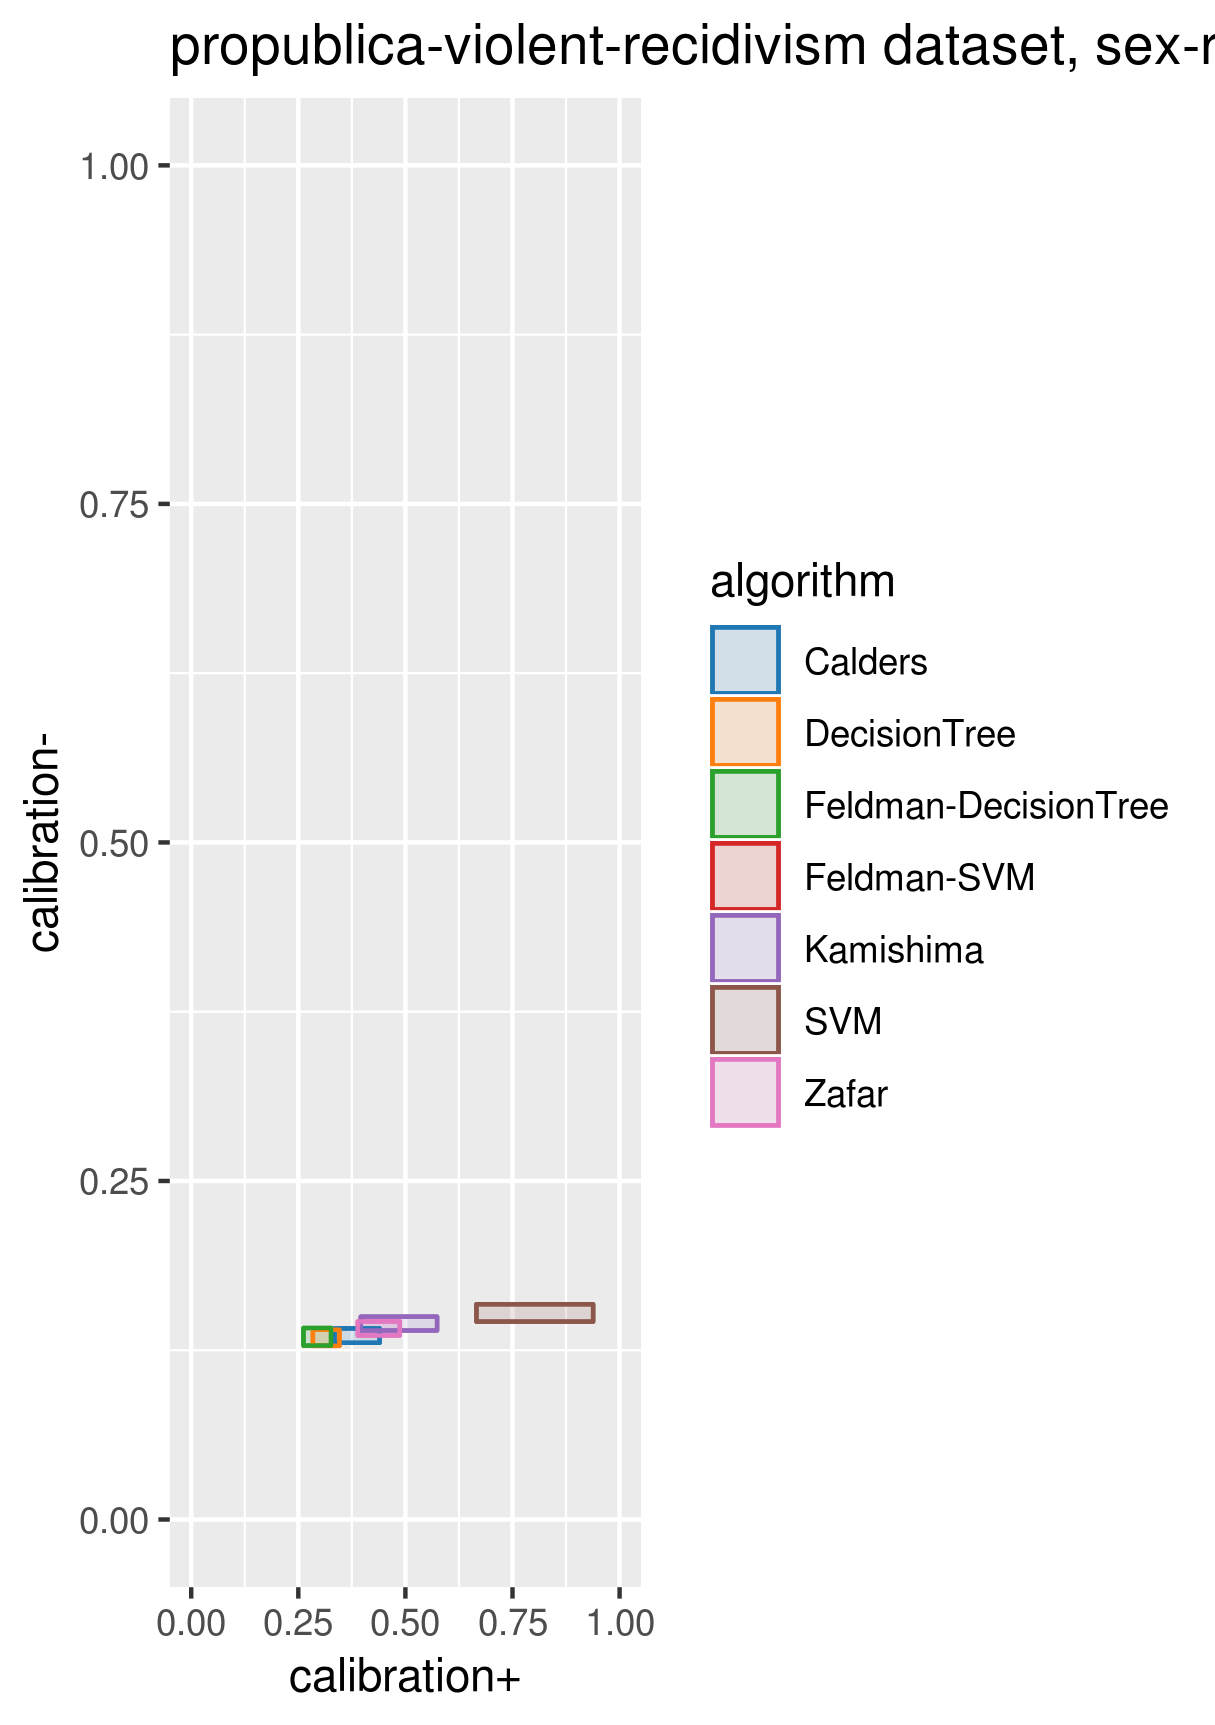 propublica-violent-recidivism dataset, sex-r
1.00
0.75
0.50
0.25
0.00
calibration-
0.00 0.25 0.50 0.75 1.00
calibration+
algorithm
Calders
DecisionTree
Feldman-DecisionTree
Feldman-SVM
Kamishima
SVM
Zafar